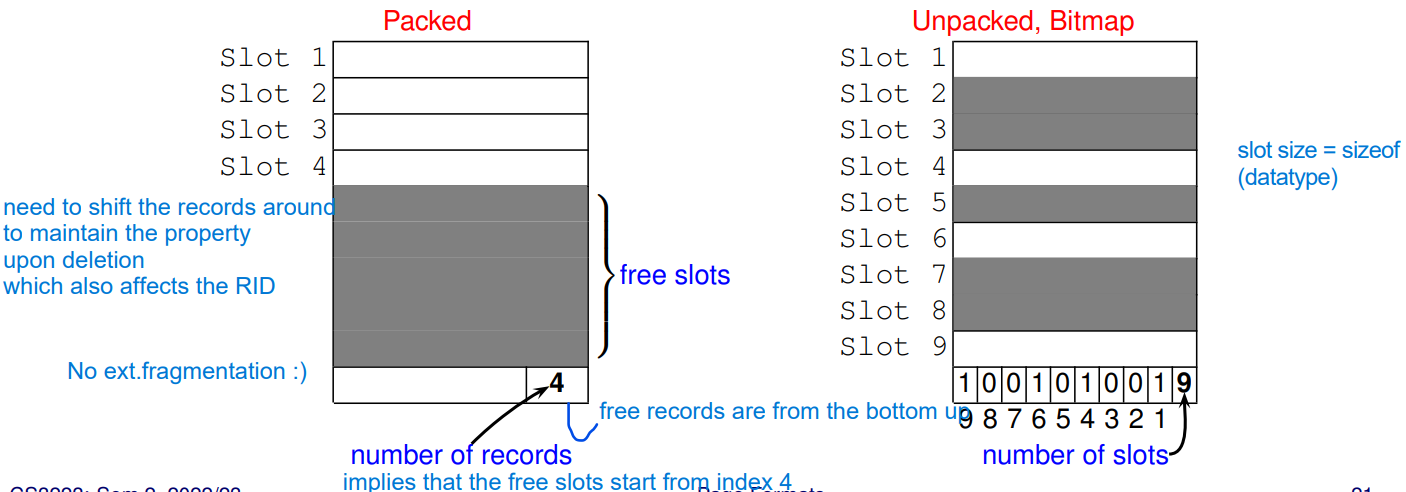 Packed
Unpacked, Bitmap
Slot 1
Slot 2
Slot 3
Slot 4
need to shift the records around
to maintain the property
upon deletion
which also affects the RID
free slots
No ext.fragmentation :)
4
free records are from the bottom up
number of records
implies that the free slots start from index 4
Slot 1
Slot 2
Slot 3
Slot 4
Slot 5
Slot 6
Slot 7
Slot 8
Slot 9
slot size = sizeof
(datatype)
1 0 0 1 0 1 0 0 1 9
9 8 7 6 5 4 3 2 1
number of slots
21